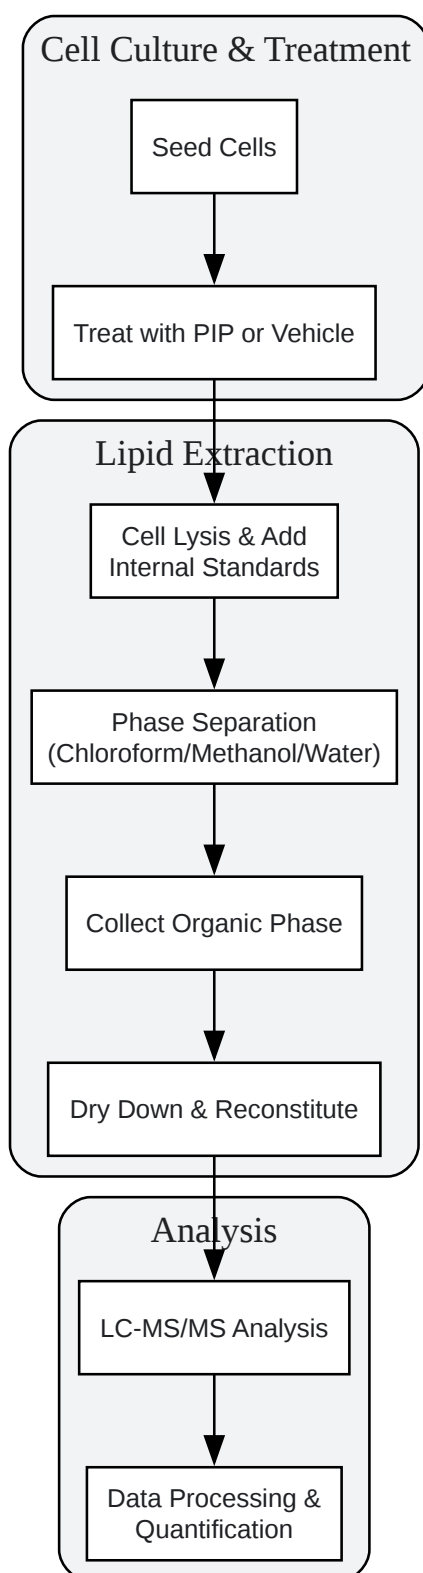 Cell Culture & Treatment
Seed Cells
Treat with PIP or Vehicle
Lipid Extraction
Cell Lysis & Add
Internal Standards
Phase Separation
(Chloroform/Methanol/Water)
Collect Organic Phase
Dry Down & Reconstitute
Analysis
LC-MS/MS Analysis
Data Processing &
Quantification